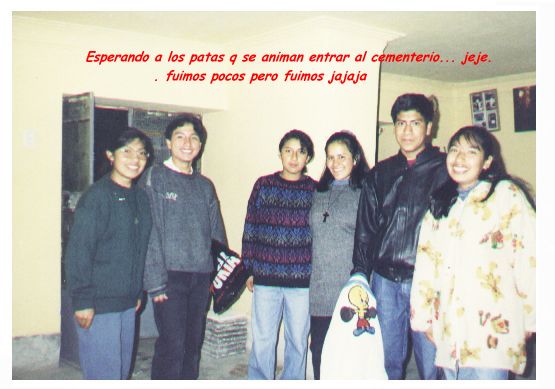 Esperando a los patas q se animan entrar al cementerio... jeje.
. fuimos pocos pero fuimos jajaja